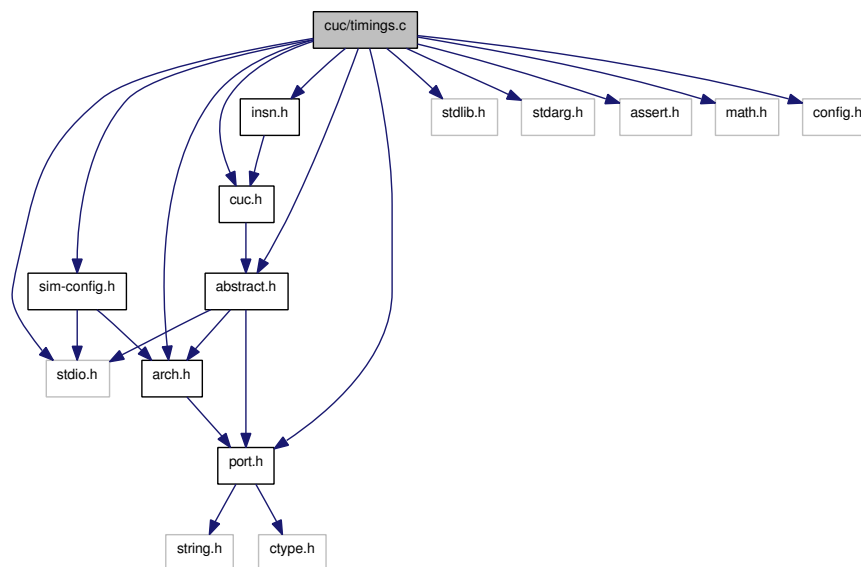 cuc/timings.c
insn.h
stdlib.h
stdarg.h
assert.h
math.h
config.h
cuc.h
sim-config.h
abstract.h
stdio.h
arch.h
port.h
string.h
ctype.h